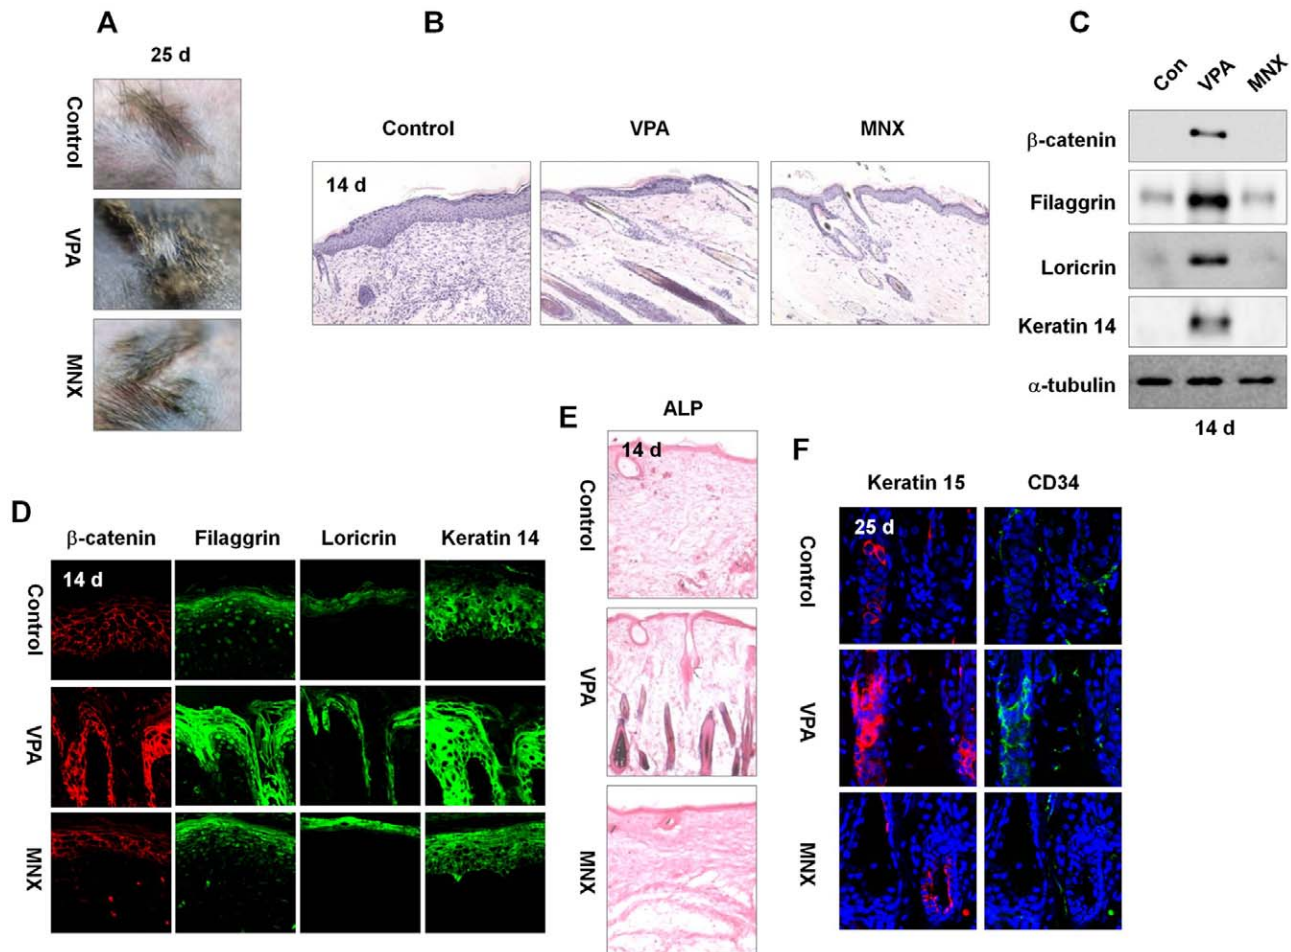 A
25 d
Control
VPA
MNX
B
Control
VPA
MNX
14 d
C
Con
VPA
MNX
β-catenin
Filaggrin
Loricrin
Keratin 14
α-tubulin
14 d
D
β-catenin
Filaggrin
Loricrin
Keratin 14
14 d
Control
VPA
MNX
E
ALP
14 d
Control
VPA
MNX
F
Keratin 15
CD34
25 d
Control
VPA
MNX